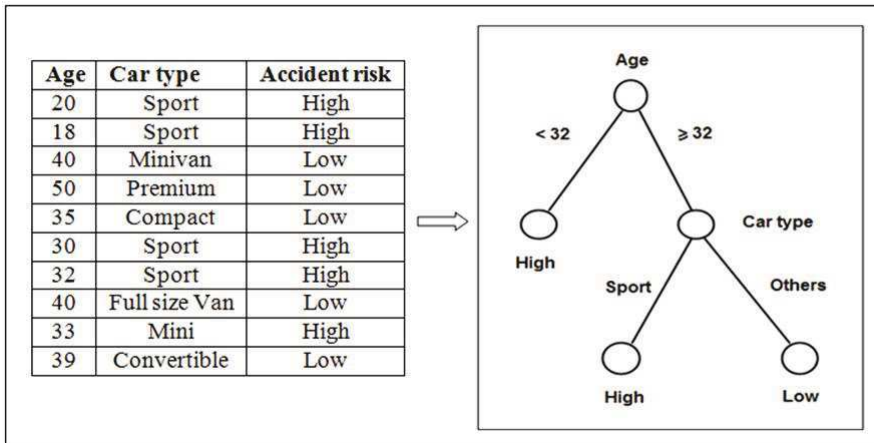 Age Car type Accident risk
20 Sport High
18 Sport High
40 Minivan Low
50 Premium Low
35 Compact Low
30 Sport High
32 Sport High
40 Full size Van Low
33 Mini High
39 Convertible Low
Age
< 32 ⩾ 32
High
Car type
Sport Others
High Low